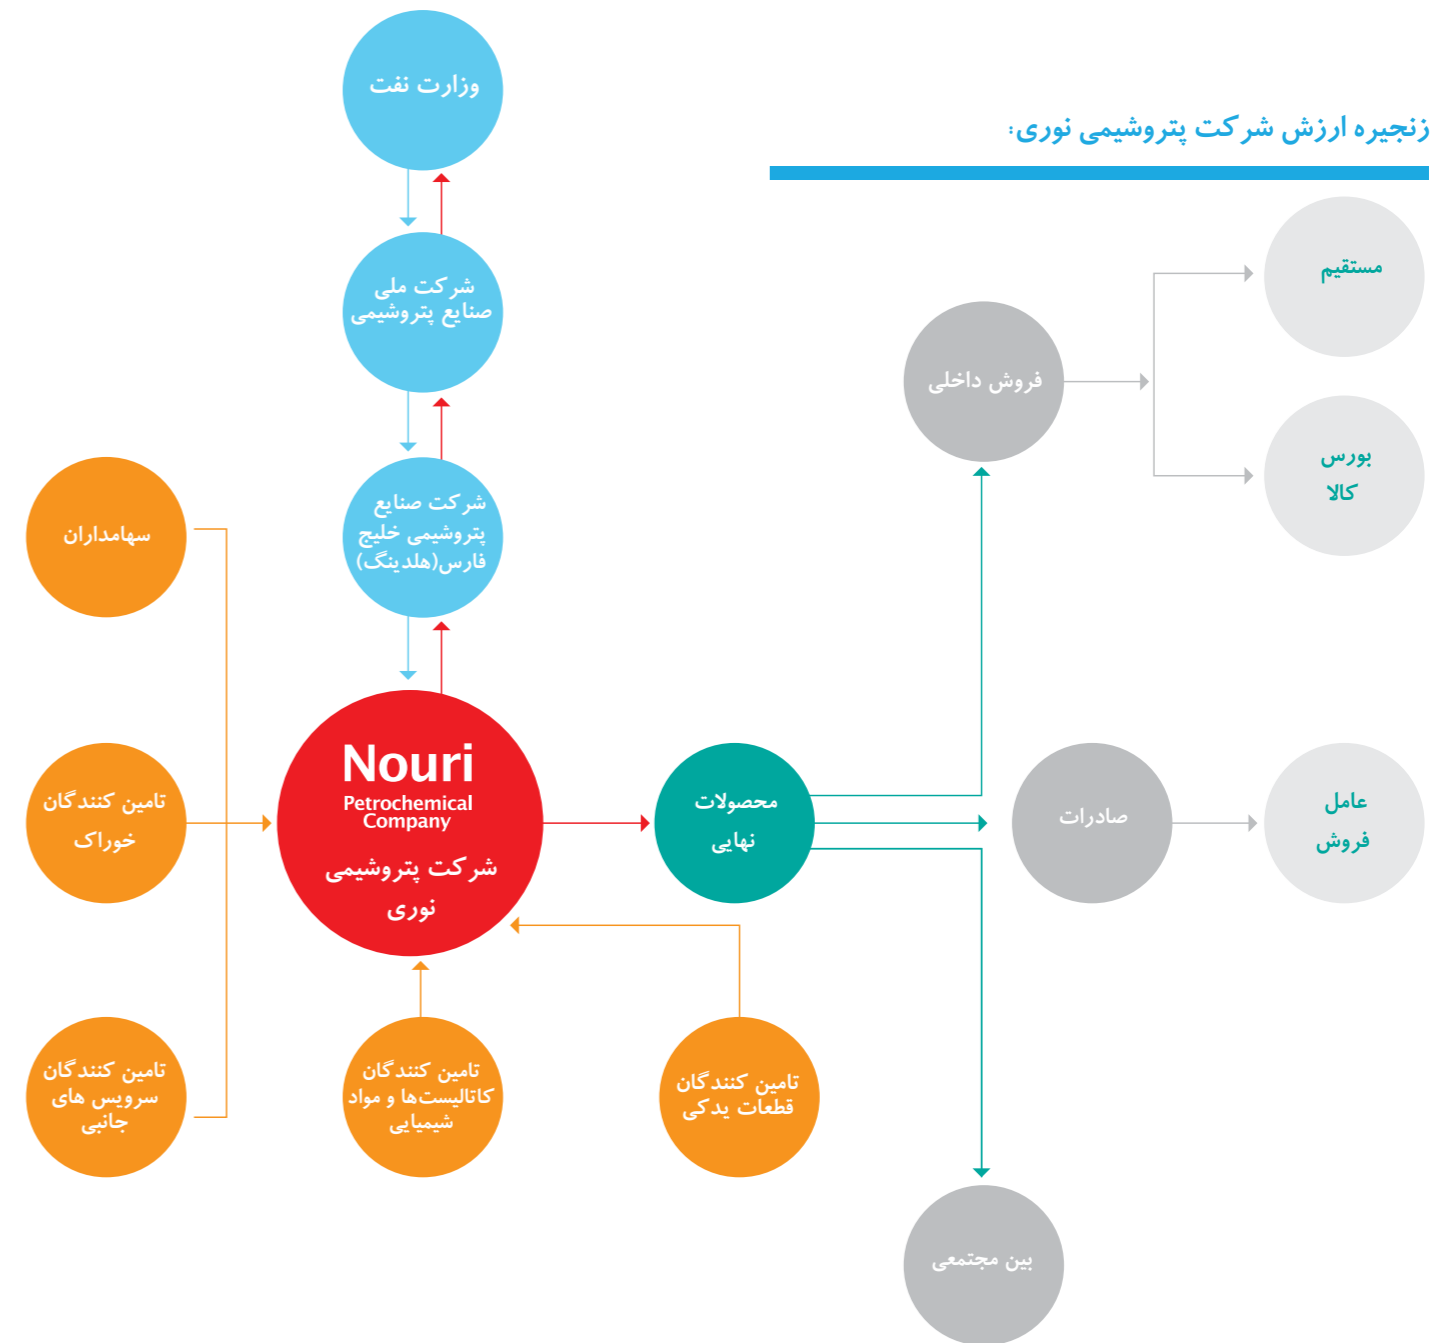 زنجیره ارزش شرکت پتروشیمی نوری:
وزارت نفت
شرکت ملی
صنایع پتروشیمی
شرکت صنایع
پتروشیمی خلیج
فارس(هلدینگ)
سهامداران
تامین کنندگان
خوراک
تامین کنندگان
سرویس های
جانبی
Nouri
Petrochemical
Company
شرکت پتروشیمی
نوری
تامین کنندگان
کاتالیست‌ها و مواد
شیمیایی
تامین کنندگان
قطعات یدکی
محصولات
نهایی
فروش داخلی
مستقیم
بورس
کالا
صادرات
عامل
فروش
بین مجتمعی